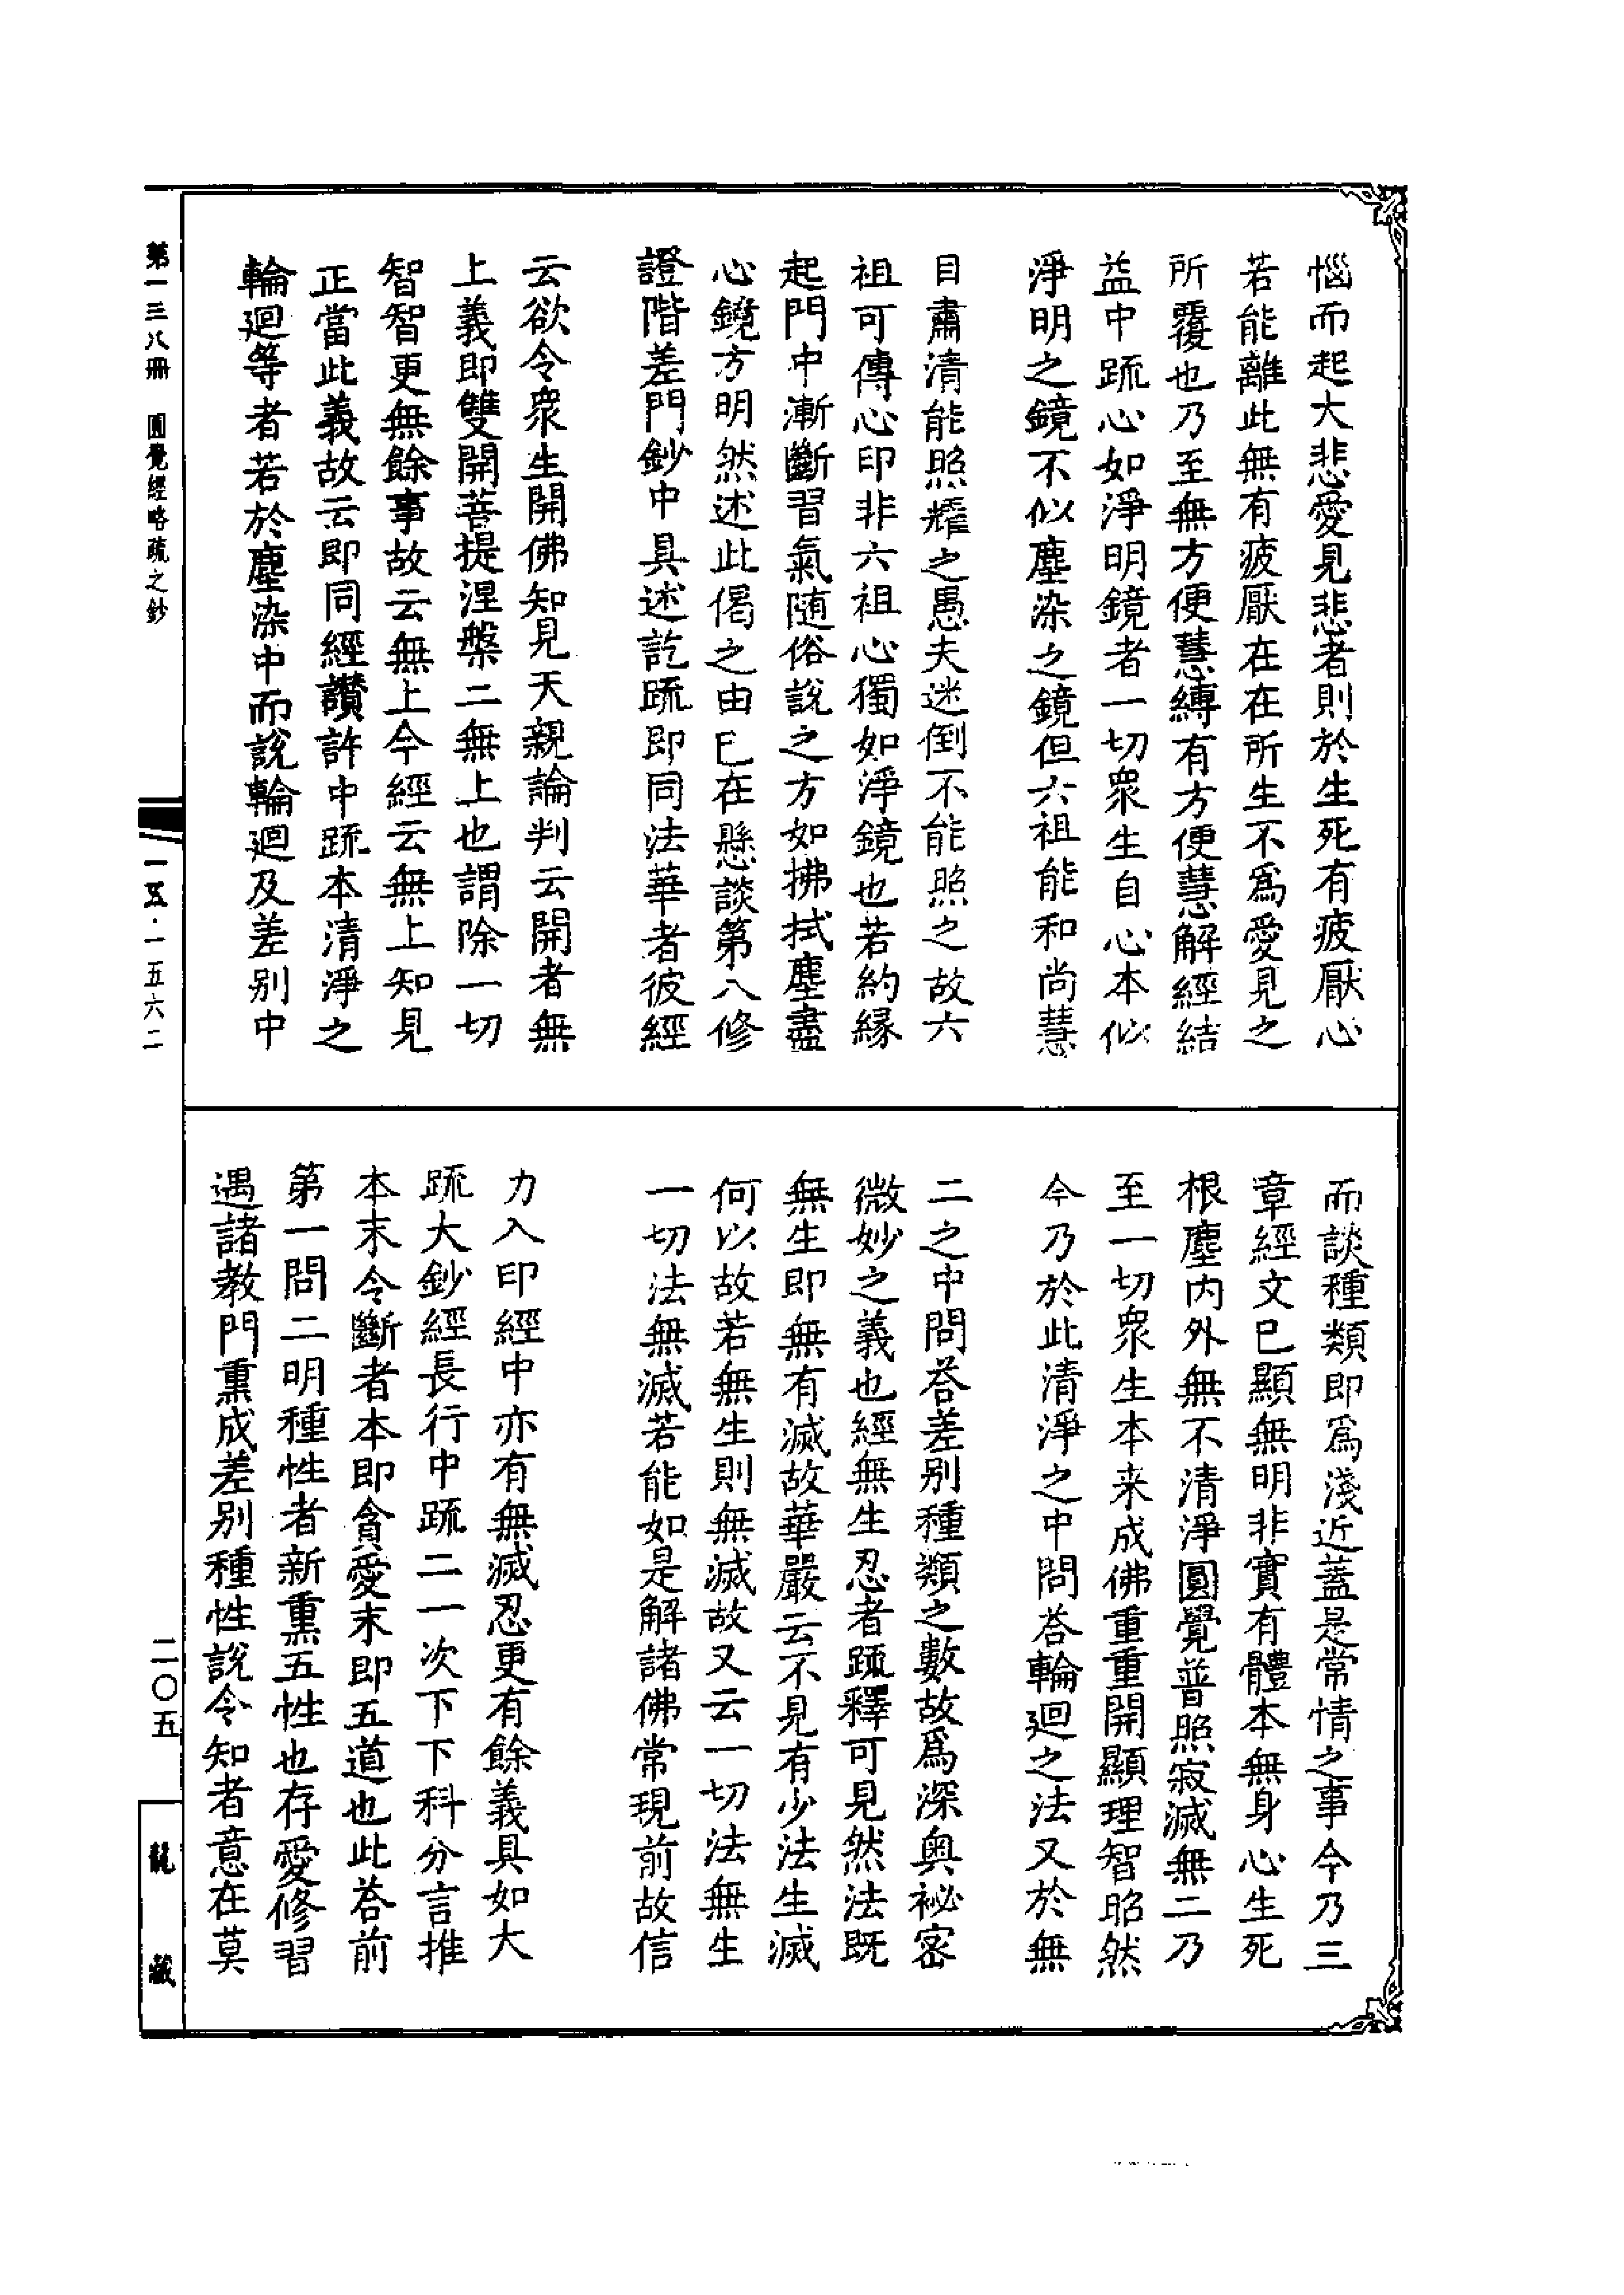 惱而起大悲愛見悲者則於生死有疲厭心
若能離此無有疲厭在在所生不爲愛見之
所覆也乃至無方便慧縛有方便慧解經結
益中䟽心如淨明鏡者一切衆生自心本似
淨明之鏡不似塵染之鏡但六祖能和尚慧
目肅清能照耀之愚夫迷倒不能照之故六
祖可傳心印非六祖心獨如淨鏡也若約緣
起門中漸斷習氣随俗說之方如拂拭塵盡
心鏡方明然述此偈之由巳在懸談第八修
證階差門鈔中具述訖䟽即同法華者彼經
云欲令衆生開佛知見天親論判云開者無
上義即雙開菩提涅槃二無上也謂除一切
智智更無餘事故云無上今經云無上知見
正當此義故云即同經讚許中䟽本清淨之
輪迴等者若於塵染中而說輪迴及差別中
而談種類即爲淺近蓋是常情之事今乃三
章經文巳顯無明非實有體本無身心生死
根塵内外無不清淨圓覺普照寂滅無二乃
至一切衆生本来成佛重重開顯理智昭然
今乃於此清淨之中問荅輪迴之法又於無
二之中問荅差别種類之數故爲深奥祕密
微妙之義也經無生忍者䟽釋可見然法既
無生即無有滅故華嚴云不見有少法生滅
何以故若無生則無滅故又云一切法無生
一切法無滅若能如是解諸佛常現前故信
力入印經中亦有無滅忍更有餘義具如大
䟽大鈔經長行中䟽二一次下下科分言推
本末令斷者本即貪愛末即五道也此荅前
第一問二明種性者新熏五性也存愛修習
遇諸教門熏成差别種性說令知者意在莫
第一三八冊　圓覺經略疏之鈔
一五·一五六二
二〇五
龍藏